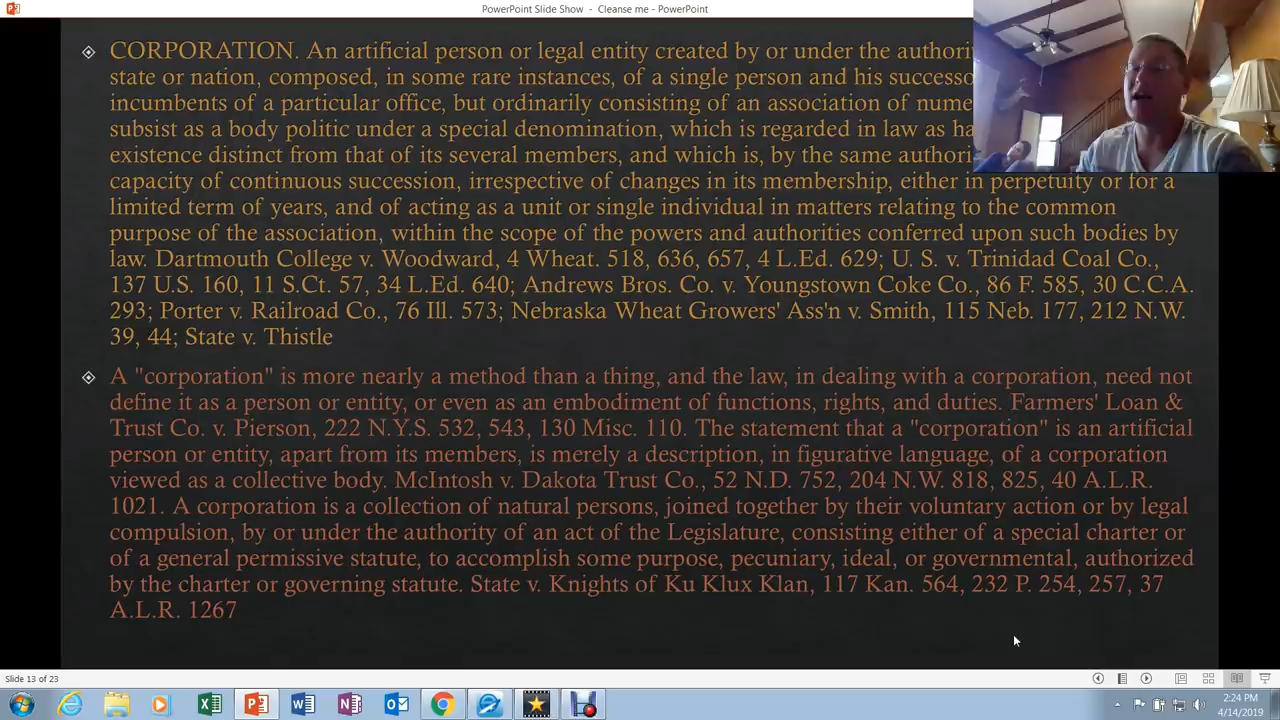 PowerPoint Slide Show - Cleanse me - PowerPoint
CORPORATION. An artificial person or legal entity created by or under the
state or nation, composed, in some rare instances, of a single person and his
incumbents of a particular office, but ordinarily consisting of an association of
subsist as a body politic under a special denomination, which is regarded in law as
existence distinct from that of its several members, and which is, by the same
capacity of continuous succession, irrespective of changes in its membership, either in perpetuity or for a
limited term of years, and of acting as a unit or single individual in matters relating to the common
purpose of the association, within the scope of the powers and authorities conferred upon such bodies by
law. Dartmouth College v. Woodward, 4 Wheat. 518, 636, 657, 4 L.Ed. 629; U. S. v. Trinidad Coal Co.,
137 U.S. 160, 11 S.Ct. 57, 34 L.Ed. 640; Andrews Bros. Co. v. Youngstown Coke Co., 86 F. 585, 30 C.C.A.
293; Porter v. Railroad Co., 76 Ill. 573; Nebraska Wheat Growers' Ass'n v. Smith, 115 Neb. 177, 212 N.W.
39, 44; State v. Thistle
A "corporation" is more nearly a method than a thing, and the law, in dealing with a corporation, need not
define it as a person or entity, or even as an embodiment of functions, rights, and duties. Farmers' Loan &
Trust Co. v. Pierson, 222 N.Y.S. 532, 543, 130 Misc. 110. The statement that a "corporation" is an artificial
person or entity, apart from its members, is merely a description, in figurative language, of a corporation
viewed as a collective body. McIntosh v. Dakota Trust Co., 52 N.D. 752, 204 N.W. 818, 825, 40 A.L.R.
1021. A corporation is a collection of natural persons, joined together by their voluntary action or by legal
compulsion, by or under the authority of an act of the Legislature, consisting either of a special charter or
of a general permissive statute, to accomplish some purpose, pecuniary, ideal, or governmental, authorized
by the charter or governing statute. State v. Knights of Ku Klux Klan, 117 Kan. 564, 232 P. 254, 257, 37
A.L.R. 1267
Slide 13 of 23
2:24 PM
4/14/2019